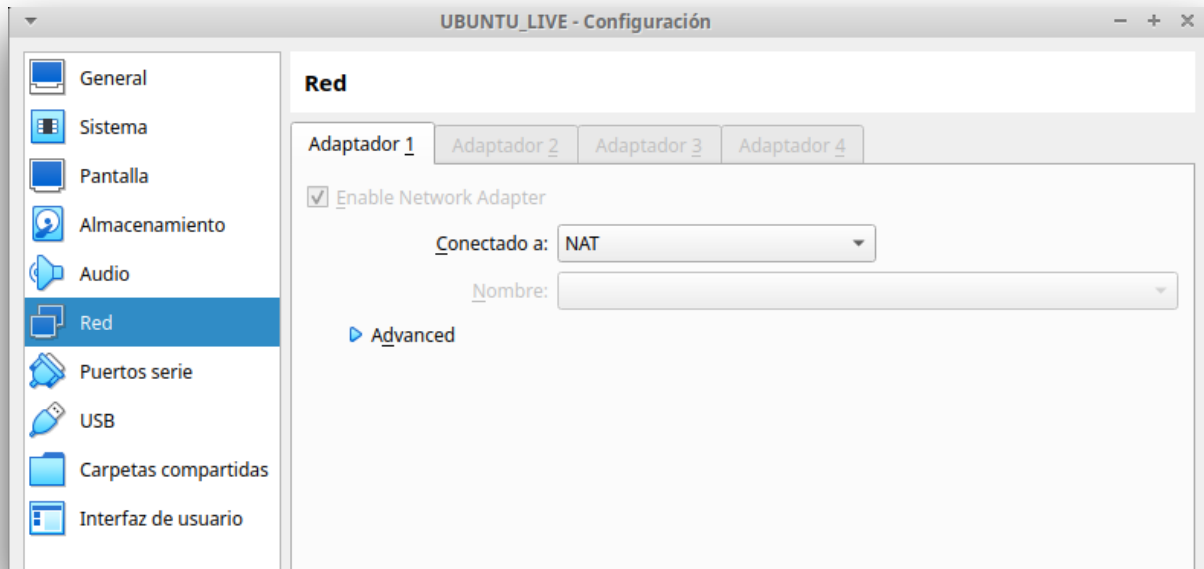 UBUNTU_LIVE - Configuración
General
Sistema
Pantalla
Almacenamiento
Audio
Red
Puertos serie
USB
Carpetas compartidas
Interfaz de usuario
Red
Adaptador 1 Adaptador 2 Adaptador 3 Adaptador 4
Enable Network Adapter
Conectado a: NAT
Nombre:
Advanced